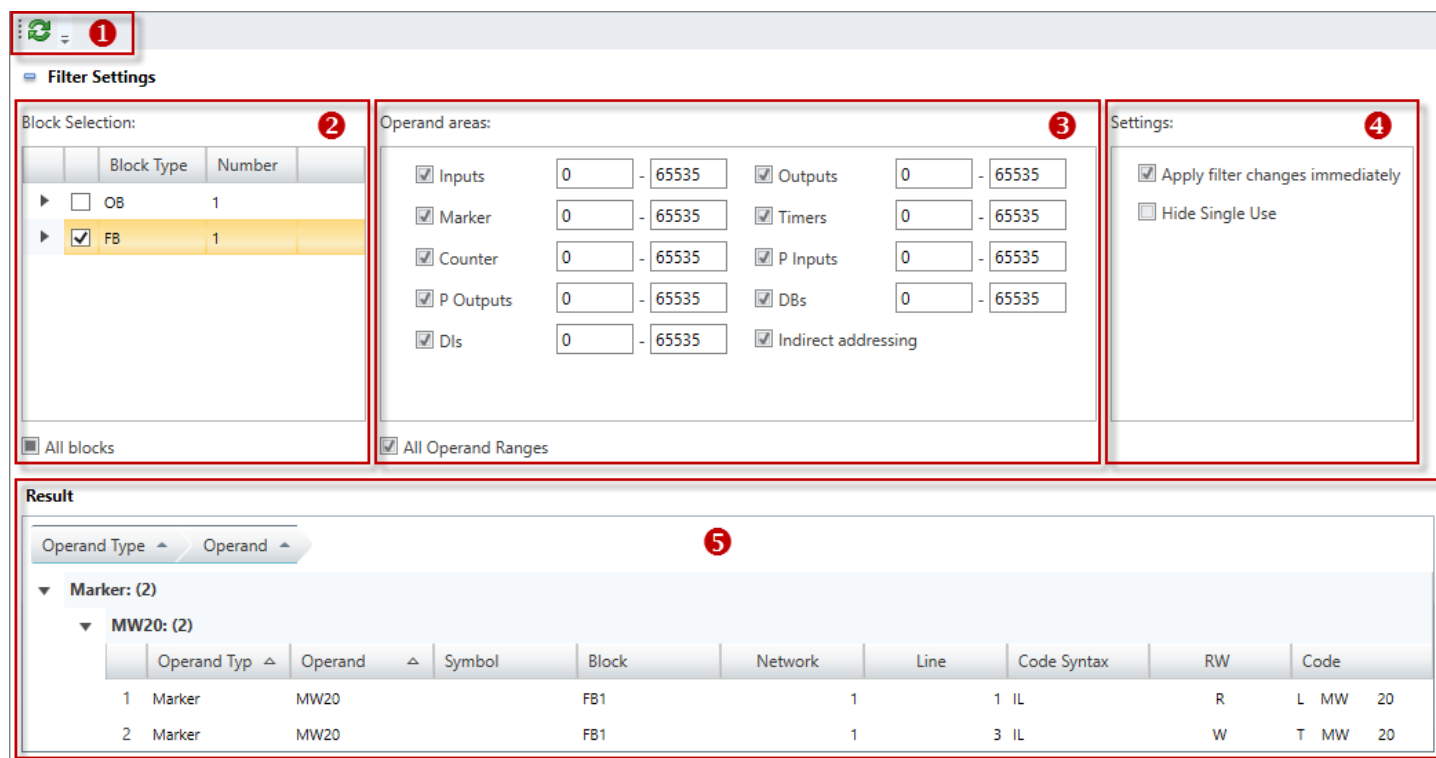 1
Filter Settings
Block Selection: 2
Block Type Number
OB 1
FB 1
All blocks
Operand areas: 3
Inputs 0 - 65535 Outputs 0 - 65535
Marker 0 - 65535 Timers 0 - 65535
Counter 0 - 65535 P Inputs 0 - 65535
P Outputs 0 - 65535 DBs 0 - 65535
DIs 0 - 65535 Indirect addressing
All Operand Ranges
Settings: 4
Apply filter changes immediately
Hide Single Use
Result
Operand Type Operand 5
Marker: (2)
MW20: (2)
Operand Typ Operand Symbol Block Network Line Code Syntax RW Code
1 Marker MW20 FB1 1 1 IL R L MW 20
2 Marker MW20 FB1 1 3 IL W T MW 20